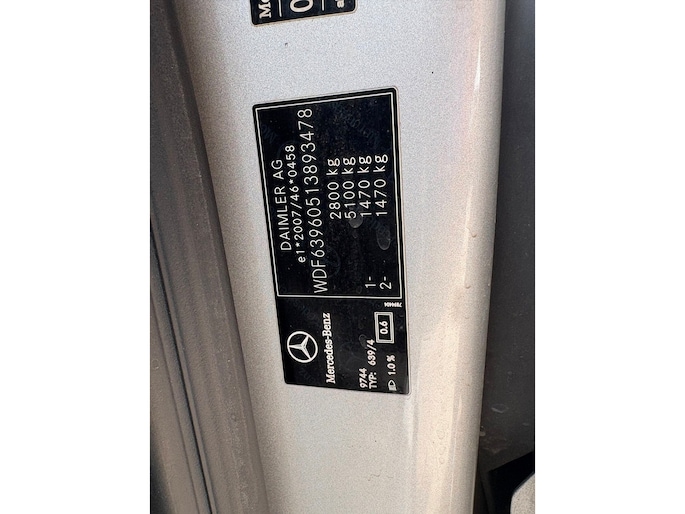 DAIMLER AG
e1*2007/46*0458
WDF63960513893478
2800 kg
5100 kg
1- 1470 kg
2- 1470 kg
Mercedes-Benz
9744
TYP: 639/4
0.6
1.0 %